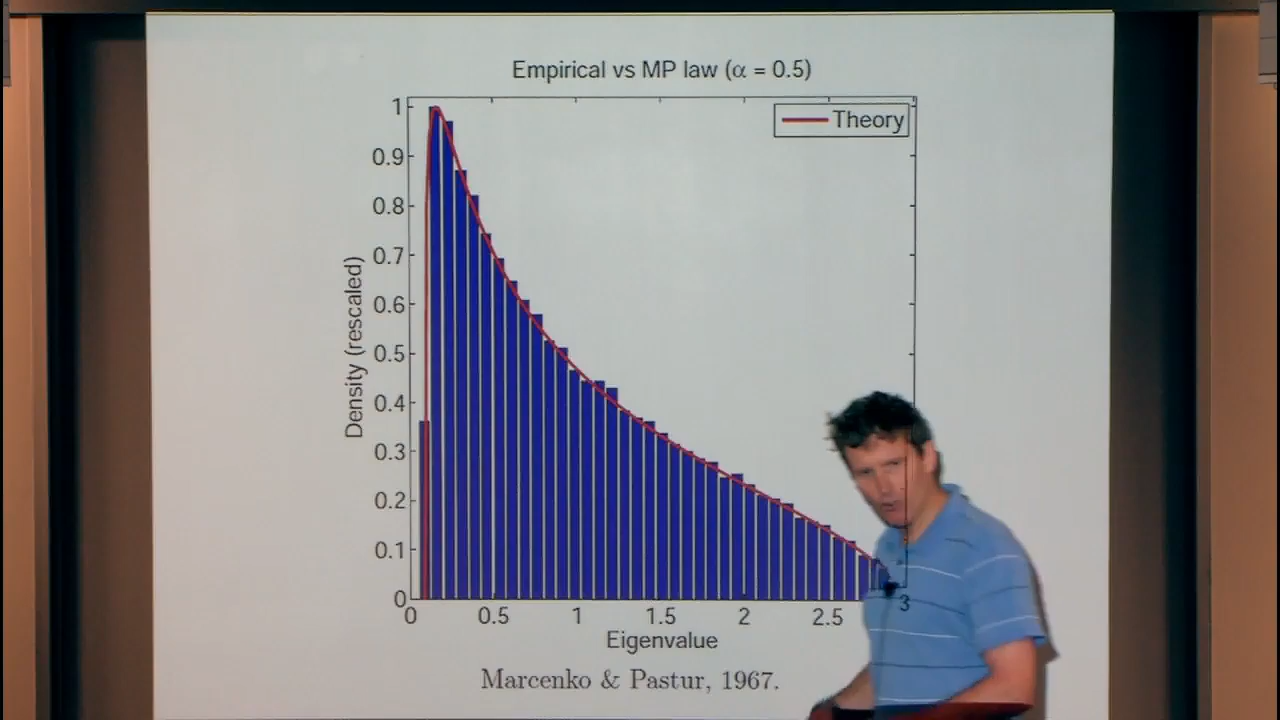 Empirical vs MP law (α = 0.5)
Theory
Density (rescaled)
1
0.9
0.8
0.7
0.6
0.5
0.4
0.3
0.2
0.1
0
0 0.5 1 1.5 2 2.5 3
Eigenvalue
Marcenko & Pastur, 1967.